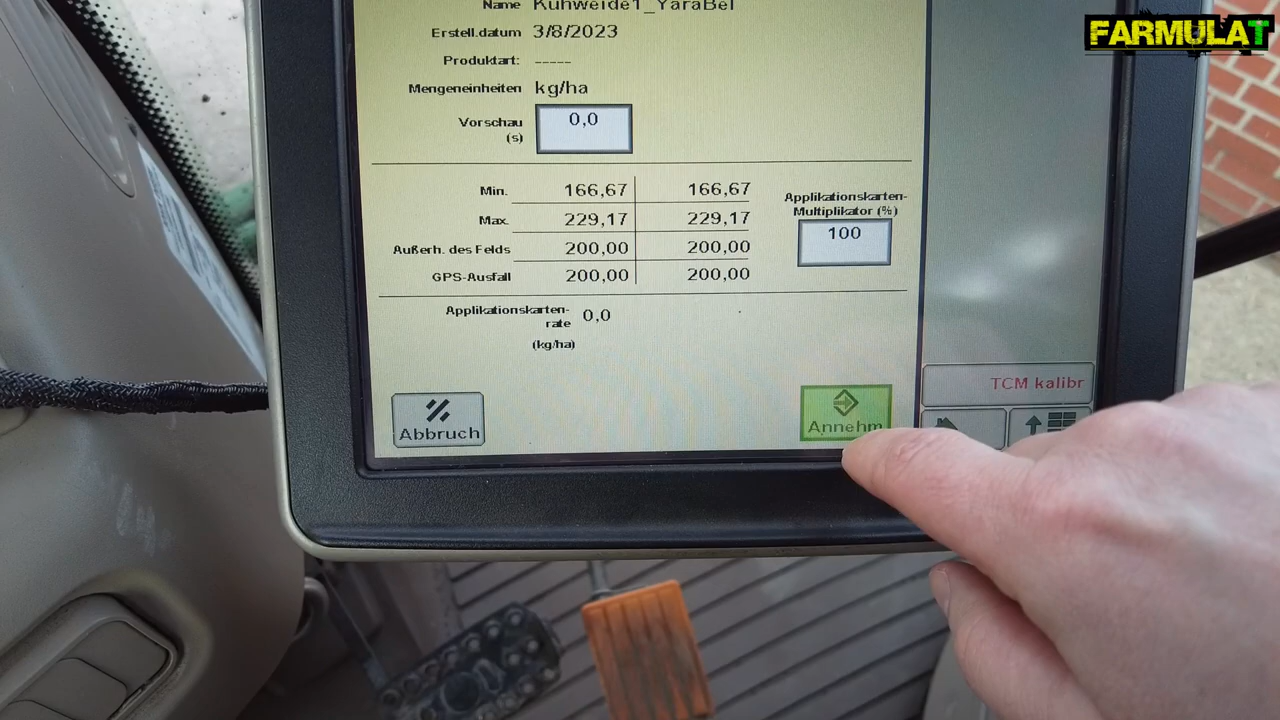 FARMULAT
Name Kuhweide1_YaraBel
Erstell.datum 3/8/2023
Produktart: -----
Mengeneinheiten kg/ha
Vorschau 0,0
(s)
Min. 166,67 166,67
Max. 229,17 229,17
Außerh. des Felds 200,00 200,00
GPS-Ausfall 200,00 200,00
Applikationskarten-
Multiplikator (%)
100
Applikationskarten-
rate 0,0
(kg/ha)
TCM kalibr
Abbruch
Annehm